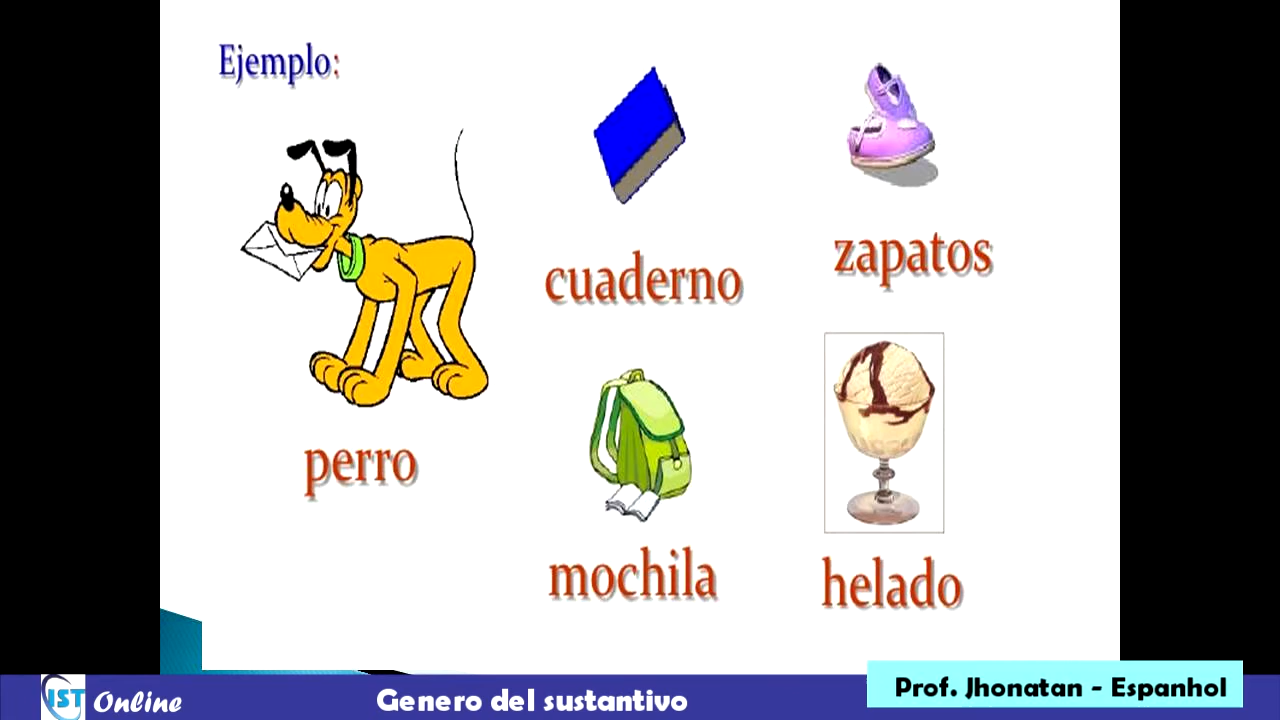 Ejemplo:
cuaderno
zapatos
perro
mochila
helado
IST Online
Genero del sustantivo
Prof. Jhonatan - Espanhol